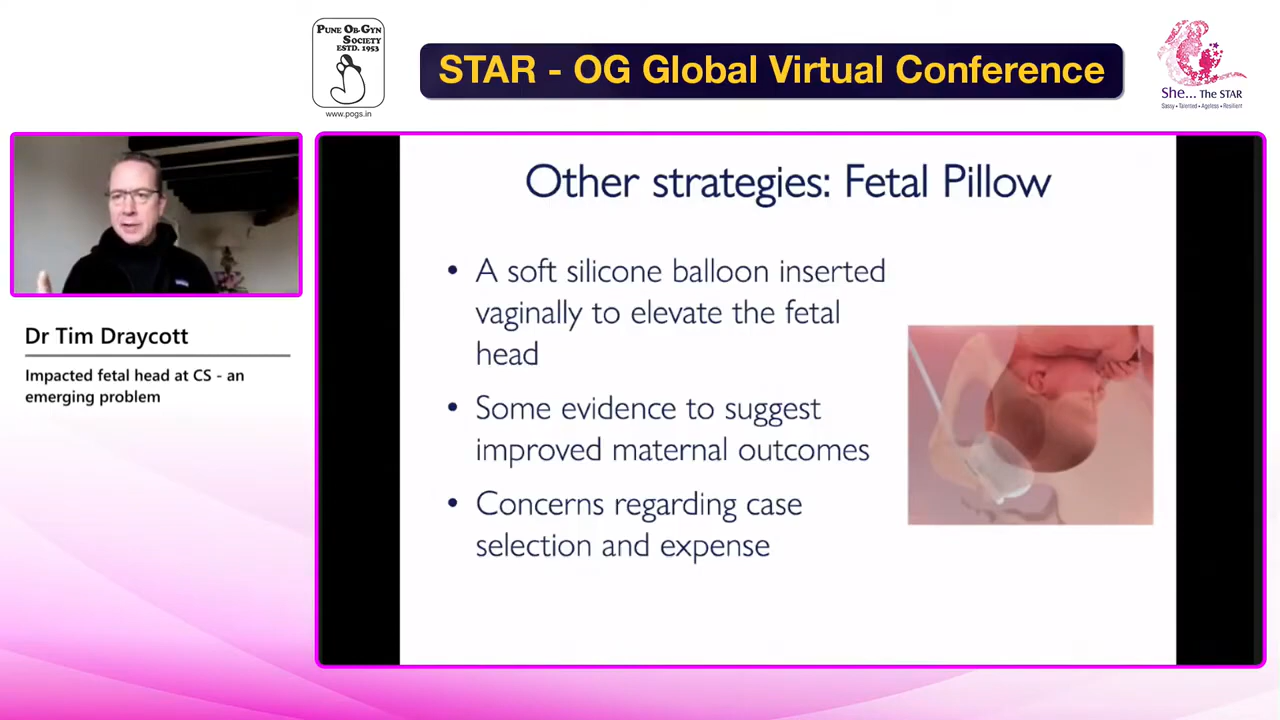 PUNE OB-GYN
SOCIETY
ESTD. 1953
www.pogs.in
STAR - OG Global Virtual Conference
She... The STAR
Sassy • Talented • Ageless • Resilient
Dr Tim Draycott
Impacted fetal head at CS - an
emerging problem
Other strategies: Fetal Pillow
• A soft silicone balloon inserted
vaginally to elevate the fetal
head
• Some evidence to suggest
improved maternal outcomes
• Concerns regarding case
selection and expense